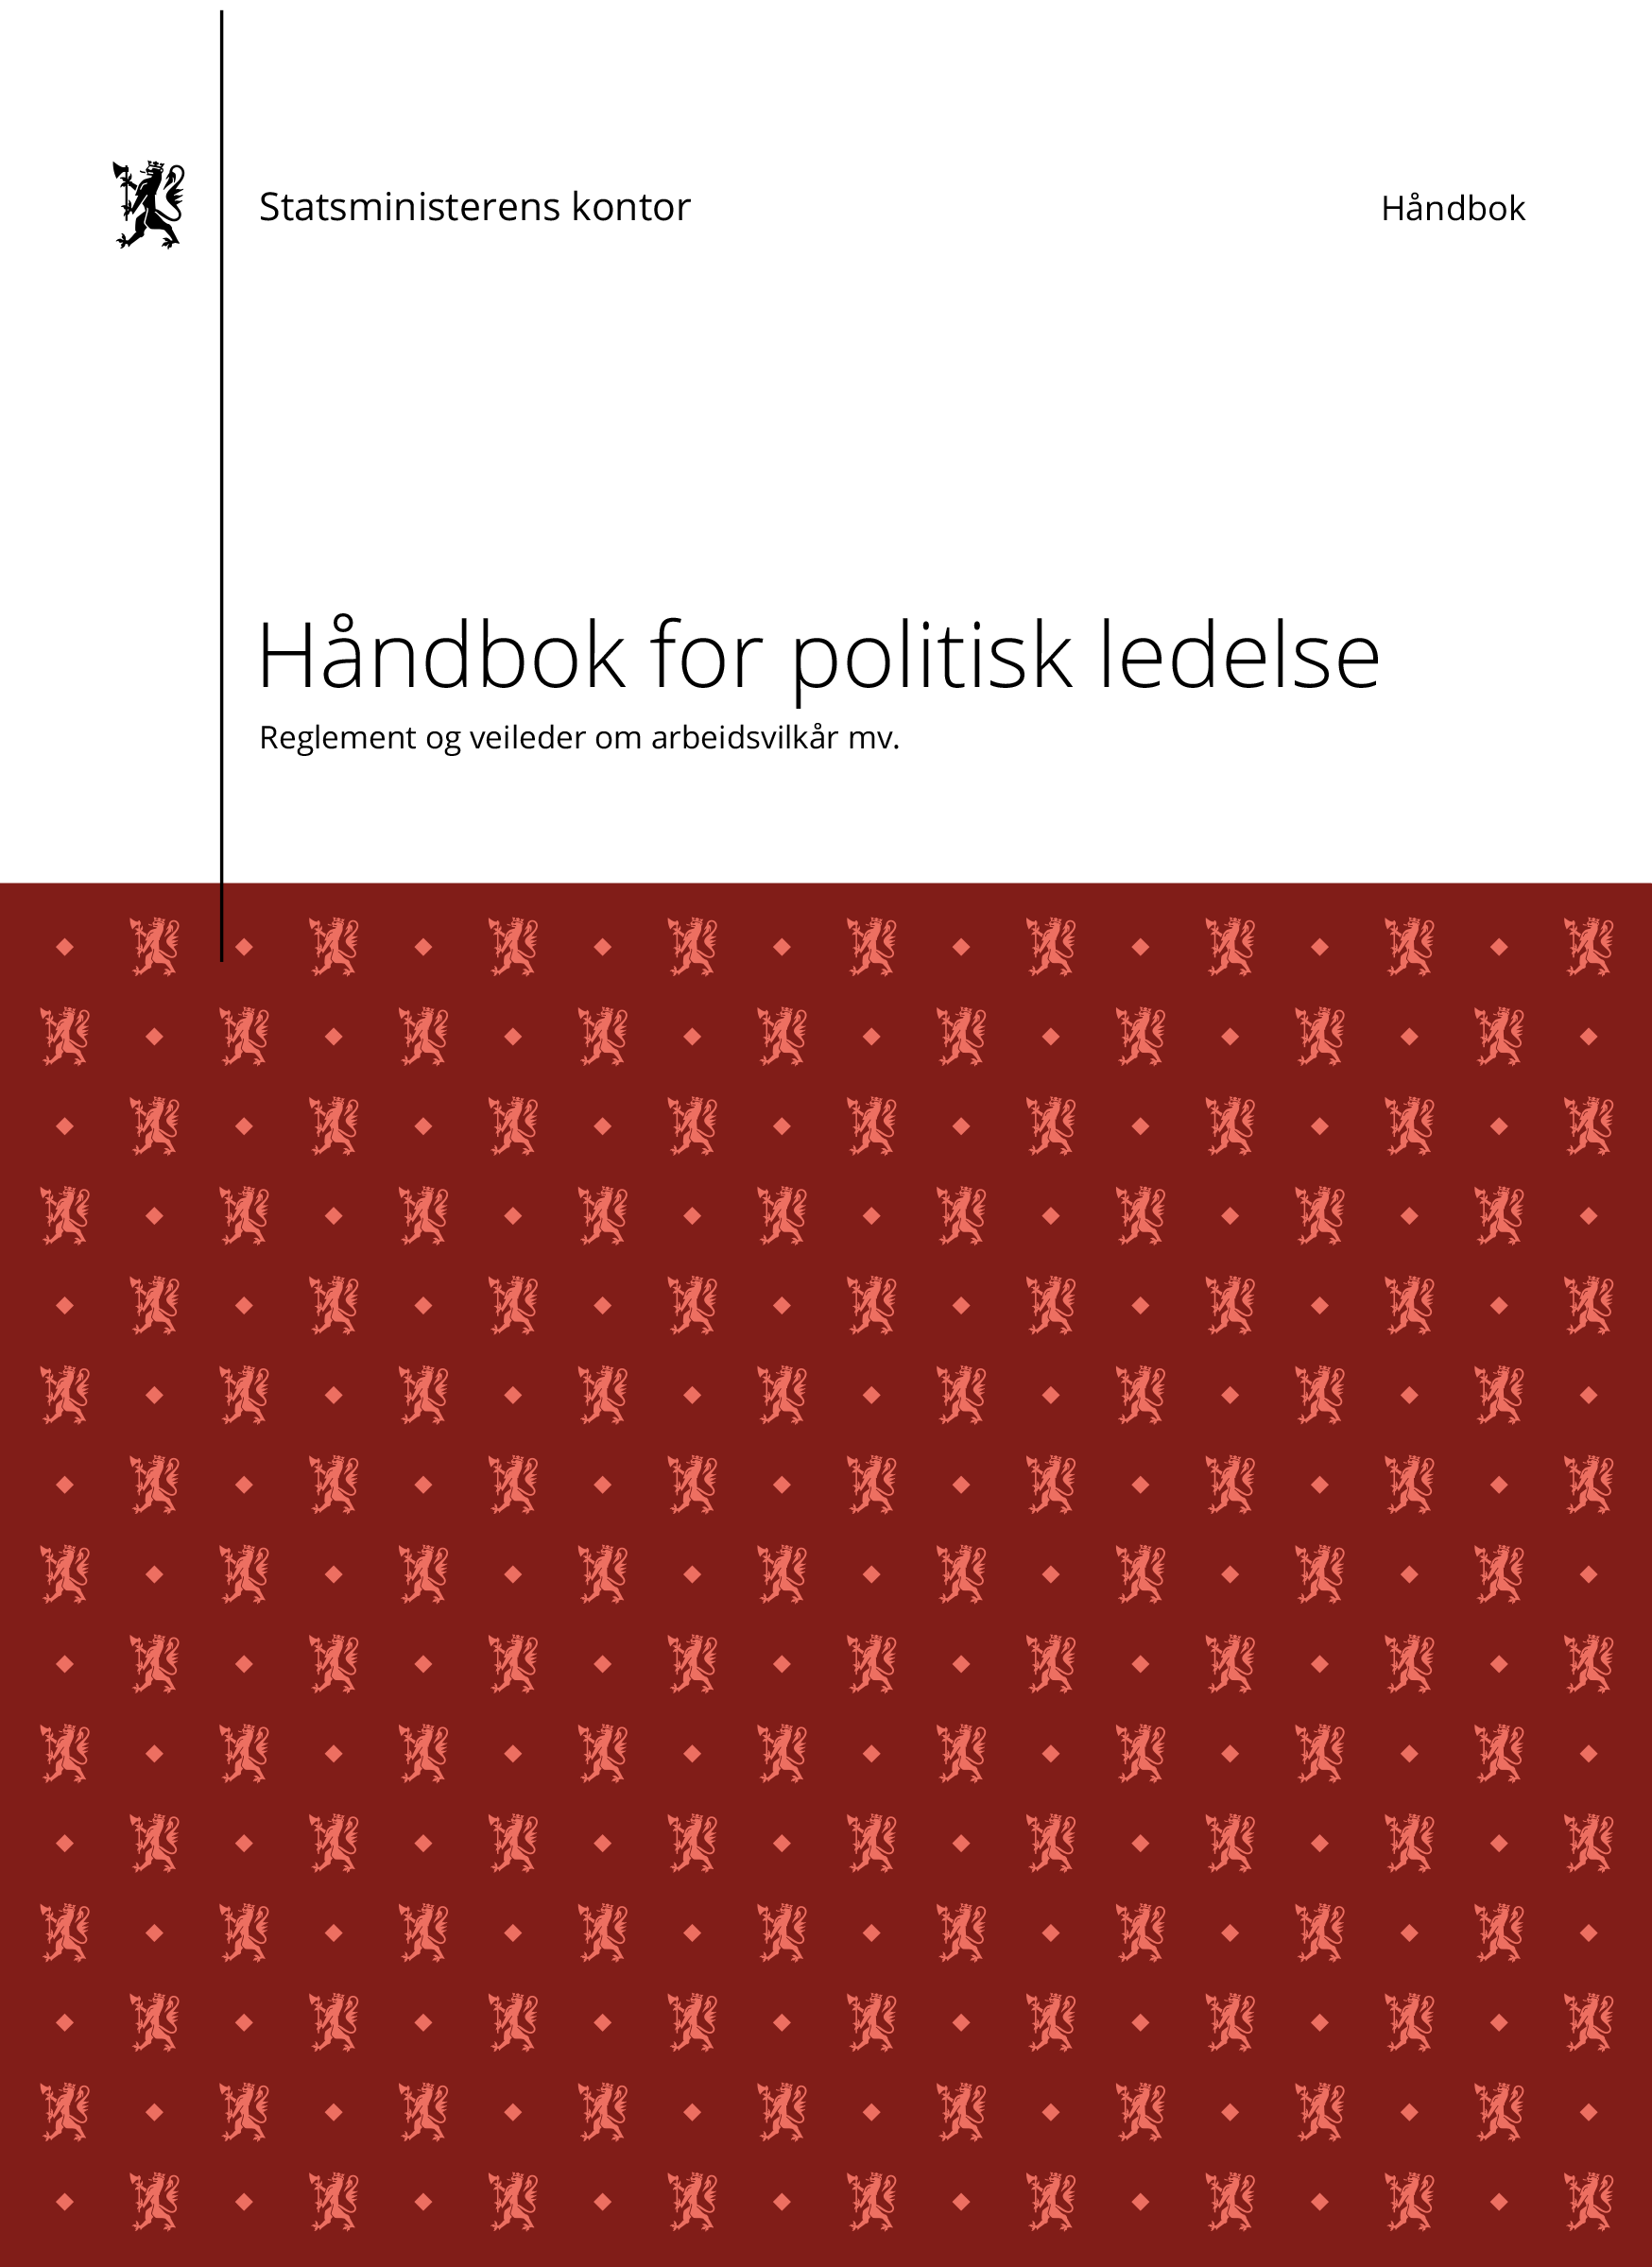 Statsministerens kontor
Håndbok
Håndbok for politisk ledelse
Reglement og veileder om arbeidsvilkår mv.